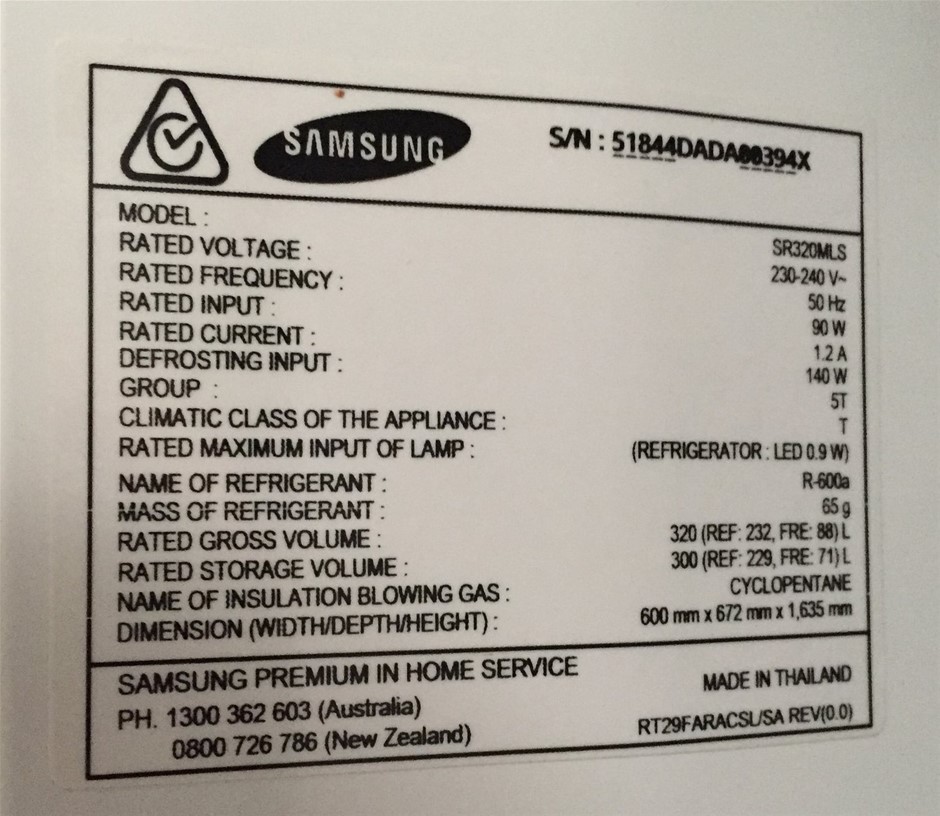 SAMSUNG
S/N : 51844DADA00394X
MODEL : SR320MLS
RATED VOLTAGE : 230-240 V~
RATED FREQUENCY : 50 Hz
RATED INPUT : 90 W
RATED CURRENT : 1.2 A
DEFROSTING INPUT : 140 W
GROUP : 5T
CLIMATIC CLASS OF THE APPLIANCE : T
RATED MAXIMUM INPUT OF LAMP : (REFRIGERATOR : LED 0.9 W)
NAME OF REFRIGERANT : R-600a
MASS OF REFRIGERANT : 65 g
RATED GROSS VOLUME : 320 (REF: 232, FRE: 88) L
RATED STORAGE VOLUME : 300 (REF: 229, FRE: 71) L
NAME OF INSULATION BLOWING GAS : CYCLOPENTANE
DIMENSION (WIDTH/DEPTH/HEIGHT) : 600 mm x 672 mm x 1,635 mm
SAMSUNG PREMIUM IN HOME SERVICE
PH. 1300 362 603 (Australia)
0800 726 786 (New Zealand)
MADE IN THAILAND
RT29FARACSL/SA REV(0.0)